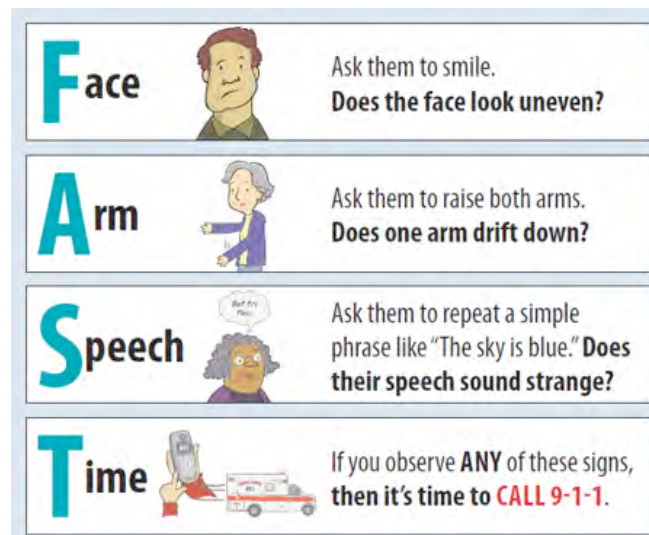 Face
Ask them to smile.
Does the face look uneven?
Arm
Ask them to raise both arms.
Does one arm drift down?
Speech
Ask them to repeat a simple
phrase like “The sky is blue.” Does
their speech sound strange?
Time
If you observe ANY of these signs,
then it’s time to CALL 9-1-1.